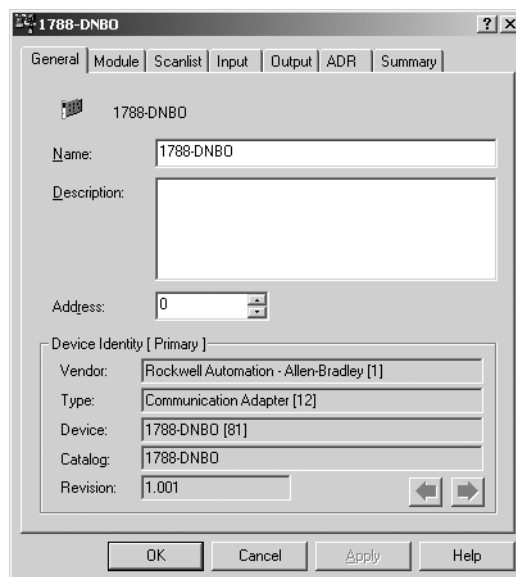 1788-DNBO
General Module Scanlist Input Output ADR Summary
1788-DNBO
Name: 1788-DNBO
Description:
Address: 0
Device Identity [ Primary ]
Vendor: Rockwell Automation - Allen-Bradley [1]
Type: Communication Adapter [12]
Device: 1788-DNBO [81]
Catalog: 1788-DNBO
Revision: 1.001
OK Cancel Apply Help